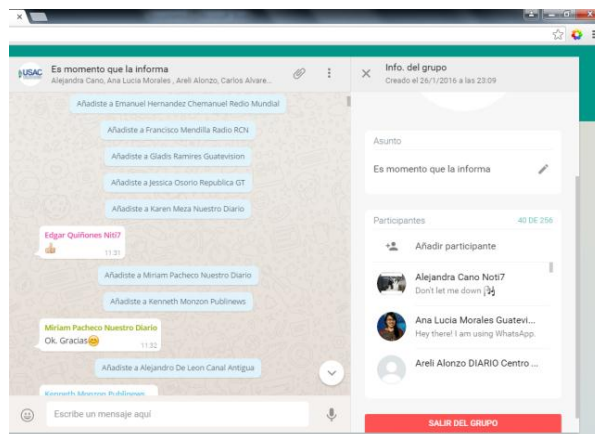 USAC
Es momento que la informa
Alejandra Cano, Ana Lucia Morales , Areli Alonzo, Carlos Alvare...
Añadiste a Emanuel Hernandez Chemanuel Redio Mundial
Añadiste a Francisco Mendilla Radio RCN
Añadiste a Gladis Ramires Guatevision
Añadiste a Jessica Osorio Republica GT
Añadiste a Karen Meza Nuestro Diario
Edgar Quiñones Niti7
11:31
Añadiste a Miriam Pacheco Nuestro Diario
Añadiste a Kenneth Monzon Publinews
Miriam Pacheco Nuestro Diario
Ok. Gracias
11:32
Añadiste a Alejandro De Leon Canal Antigua
Kenneth Monzon Publinews
Escribe un mensaje aquí
Info. del grupo
Creado el 26/1/2016 a las 23:09
Asunto
Es momento que la informa
Participantes
40 DE 256
Añadir participante
Alejandra Cano Noti7
Don't let me down
Ana Lucia Morales Guatevi...
Hey there! I am using WhatsApp.
Areli Alonzo DIARIO Centro ...
SALIR DEL GRUPO